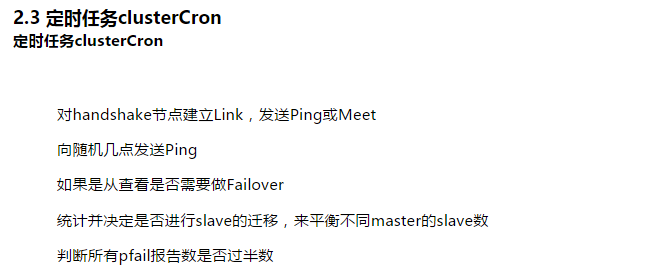 2.3 定时任务clusterCron
定时任务clusterCron
对handshake节点建立Link，发送Ping或Meet
向随机几点发送Ping
如果是从查看是否需要做Failover
统计并决定是否进行slave的迁移，来平衡不同master的slave数
判断所有pfail报告数是否过半数